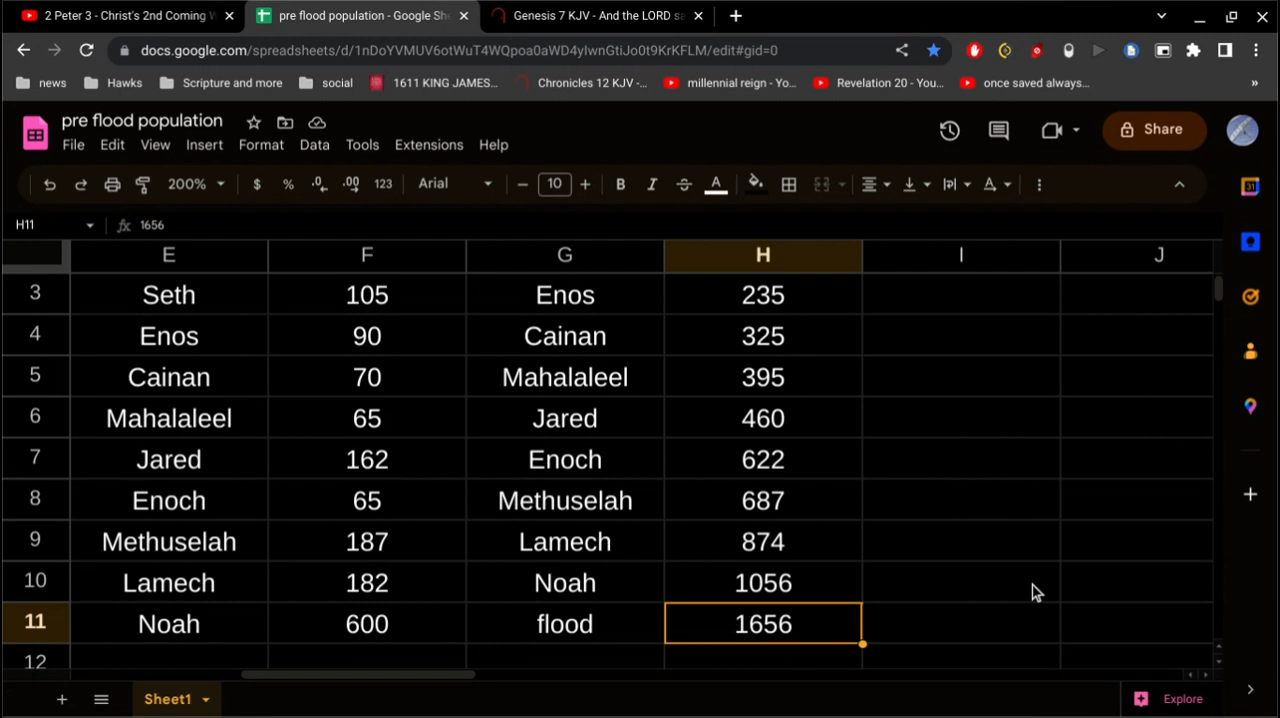 2 Peter 3 - Christ's 2nd Coming W
pre flood population - Google She
Genesis 7 KJV - And the LORD sa
docs.google.com/spreadsheets/d/1nDoYVMUV6otWuT4WQpoa0aWD4yIwnGtiJo0t9KrKFLM/edit#gid=0
news Hawks Scripture and more social 1611 KING JAMES... Chronicles 12 KJV -... millennial reign - Yo... Revelation 20 - You... once saved always... »
pre flood population
Share
File Edit View Insert Format Data Tools Extensions Help
200% $ % .0 .00 123 Arial 10 B I S A
H11 fx 1656
E F G H I J
3 Seth 105 Enos 235
4 Enos 90 Cainan 325
5 Cainan 70 Mahalaleel 395
6 Mahalaleel 65 Jared 460
7 Jared 162 Enoch 622
8 Enoch 65 Methuselah 687
9 Methuselah 187 Lamech 874
10 Lamech 182 Noah 1056
11 Noah 600 flood 1656
12
Sheet1 Explore